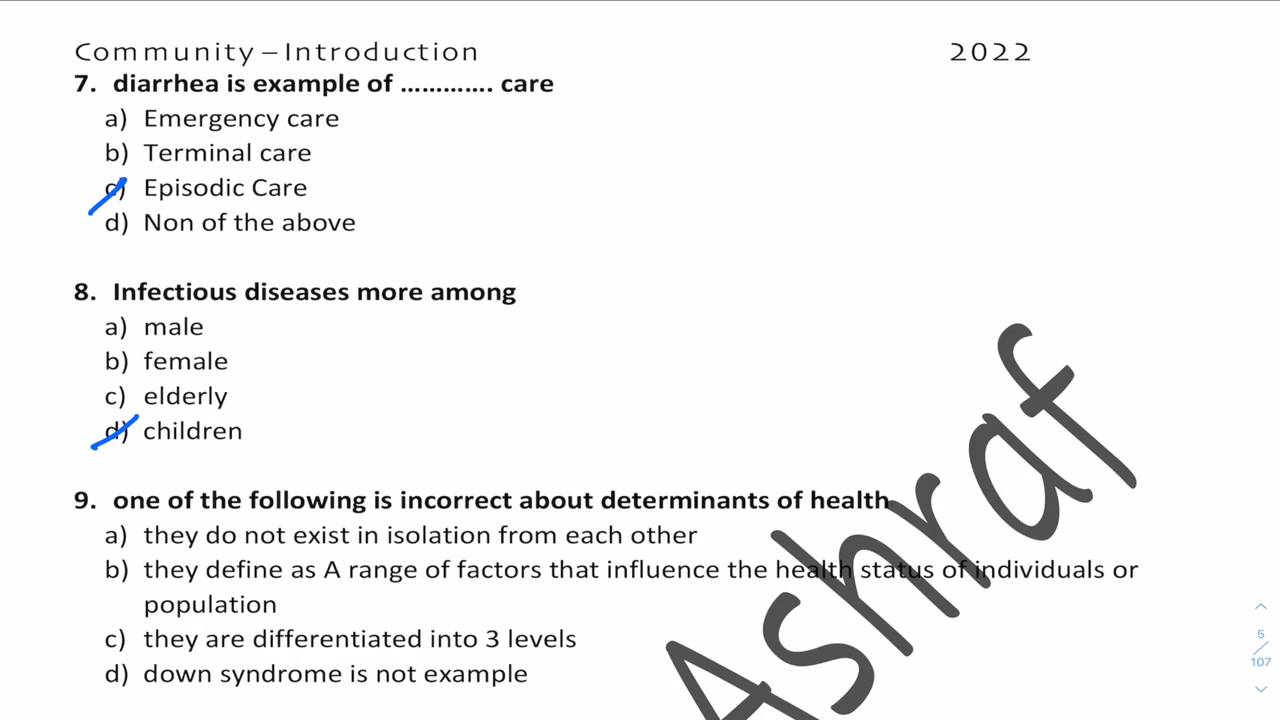 Community – Introduction 2022
7. diarrhea is example of …………. care
a) Emergency care
b) Terminal care
c) Episodic Care
d) Non of the above
8. Infectious diseases more among
a) male
b) female
c) elderly
d) children
9. one of the following is incorrect about determinants of health
a) they do not exist in isolation from each other
b) they define as A range of factors that influence the health status of individuals or
population
c) they are differentiated into 3 levels
d) down syndrome is not example
Ashraf
5
107